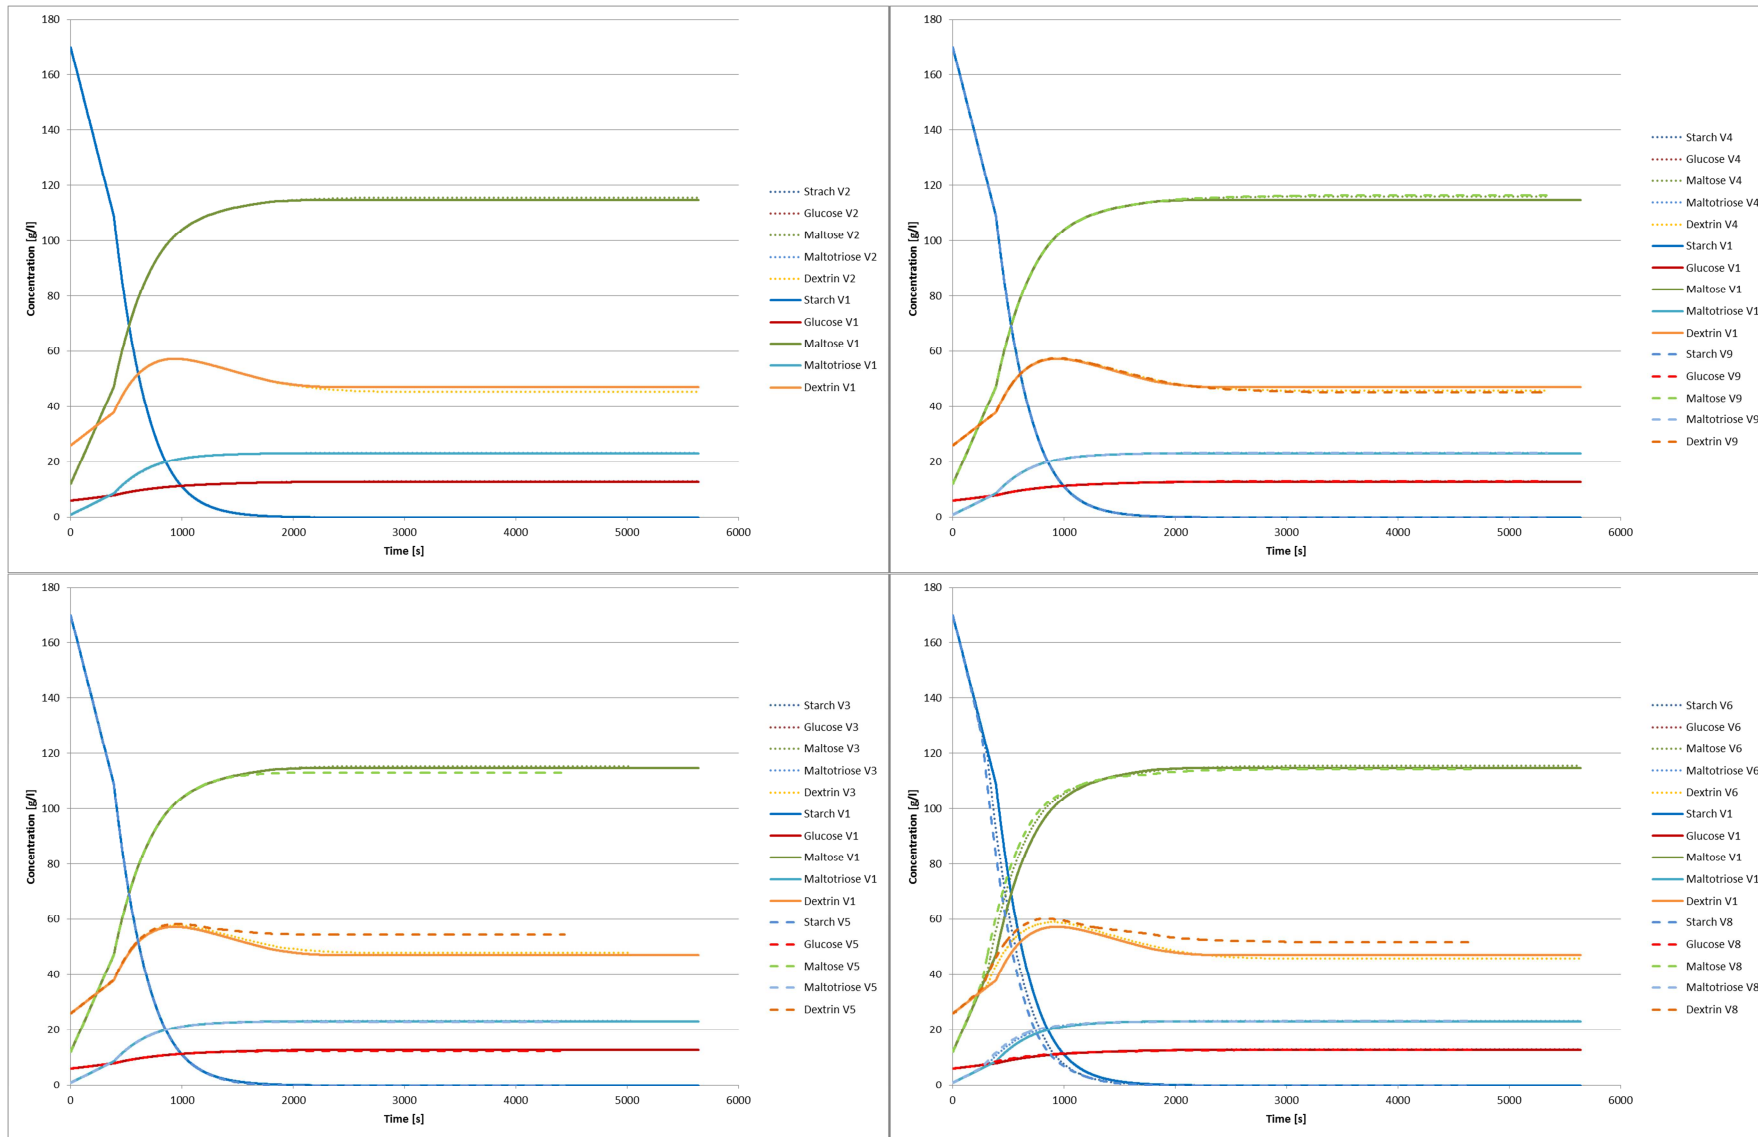 180
160
140
120
100
80
60
40
20
0
Concentration [g/l]
0 1000 2000 3000 4000 5000 6000
Time [s]
Strach V2
Glucose V2
Maltose V2
Maltotriose V2
Dextrin V2
Starch V1
Glucose V1
Maltose V1
Maltotriose V1
Dextrin V1
180
160
140
120
100
80
60
40
20
0
Concentration [g/l]
0 1000 2000 3000 4000 5000 6000
Time [s]
Starch V4
Glucose V4
Maltose V4
Maltotriose V4
Dextrin V4
Starch V1
Glucose V1
Maltose V1
Maltotriose V1
Dextrin V1
Starch V9
Glucose V9
Maltose V9
Maltotriose V9
Dextrin V9
180
160
140
120
100
80
60
40
20
0
Concentration [g/l]
0 1000 2000 3000 4000 5000 6000
Time [s]
Starch V3
Glucose V3
Maltose V3
Maltotriose V3
Dextrin V3
Starch V1
Glucose V1
Maltose V1
Maltotriose V1
Dextrin V1
Starch V5
Glucose V5
Maltose V5
Maltotriose V5
Dextrin V5
180
160
140
120
100
80
60
40
20
0
Concentration [g/l]
0 1000 2000 3000 4000 5000 6000
Time [s]
Starch V6
Glucose V6
Maltose V6
Maltotriose V6
Dextrin V6
Starch V1
Glucose V1
Maltose V1
Maltotriose V1
Dextrin V1
Starch V8
Glucose V8
Maltose V8
Maltotriose V8
Dextrin V8